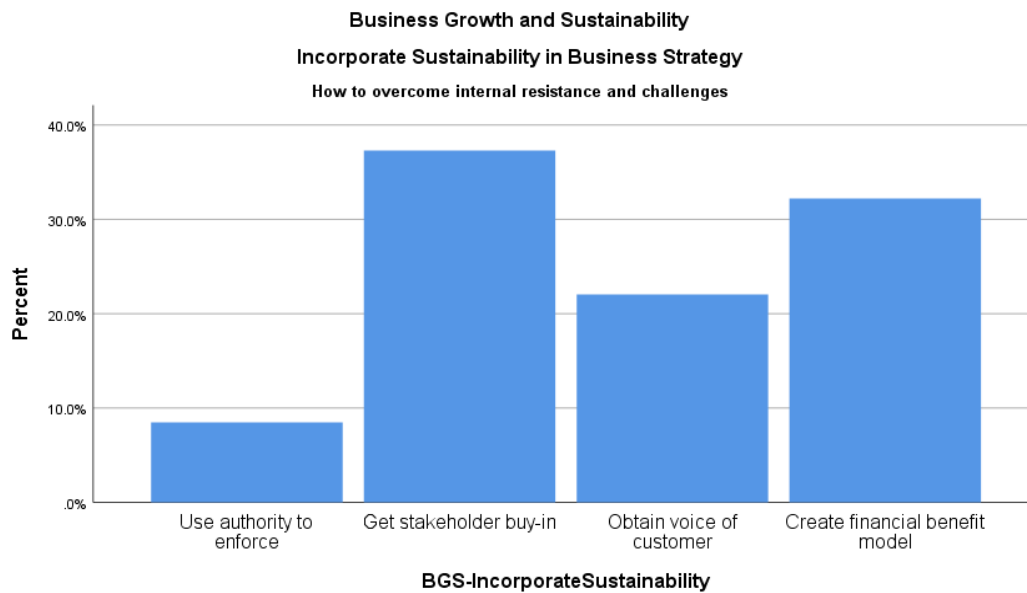 Business Growth and Sustainability
Incorporate Sustainability in Business Strategy
How to overcome internal resistance and challenges
40.0%
30.0%
20.0%
10.0%
.0%
Percent
Use authority to
enforce
Get stakeholder buy-in
Obtain voice of
customer
Create financial benefit
model
BGS-IncorporateSustainability